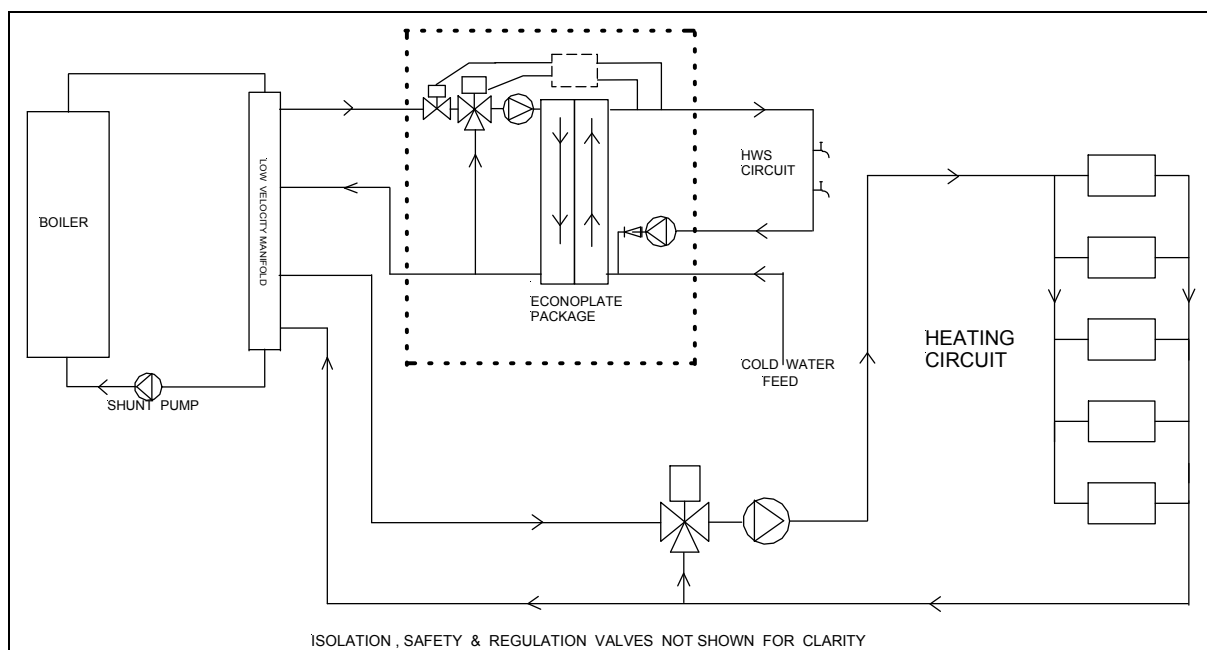 BOILER
LOW VELOCITY MANIFOLD
SHUNT PUMP
ECONOPLATE
PACKAGE
HWS
CIRCUIT
COLD WATER
FEED
HEATING
CIRCUIT
ISOLATION , SAFETY & REGULATION VALVES NOT SHOWN FOR CLARITY